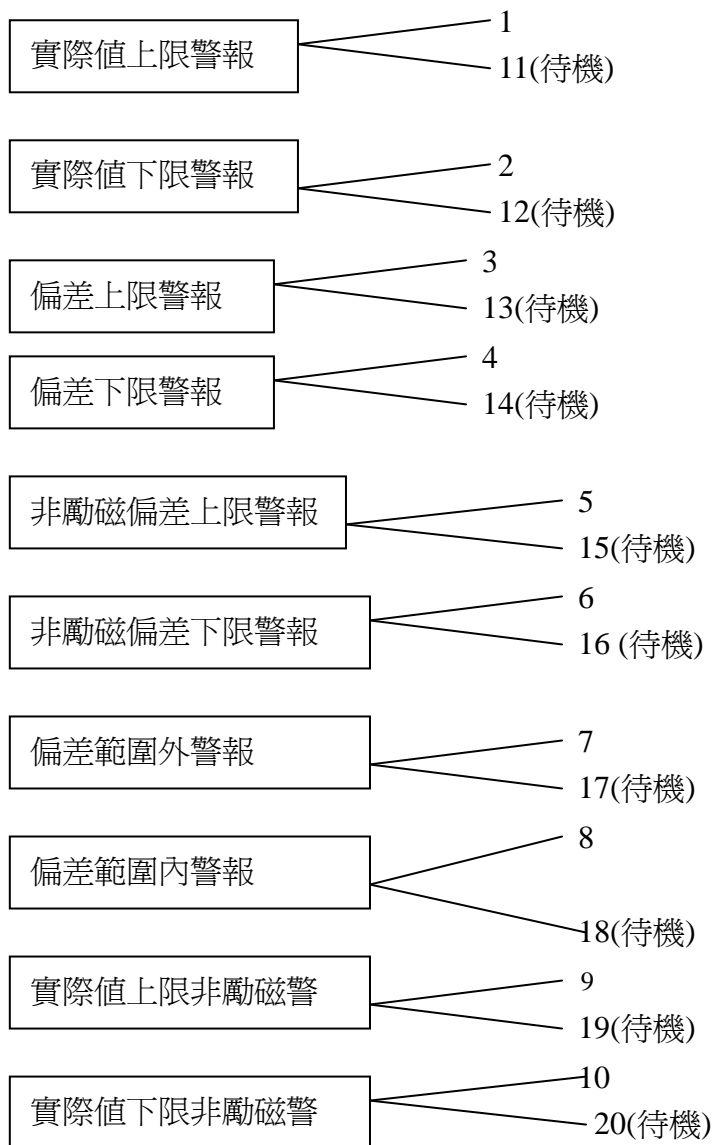 實際值上限警報
1
11(待機)
實際值下限警報
2
12(待機)
偏差上限警報
3
13(待機)
偏差下限警報
4
14(待機)
非勵磁偏差上限警報
5
15(待機)
非勵磁偏差下限警報
6
16 (待機)
偏差範圍外警報
7
17(待機)
偏差範圍內警報
8
18(待機)
實際值上限非勵磁警
9
19(待機)
實際值下限非勵磁警
10
20(待機)